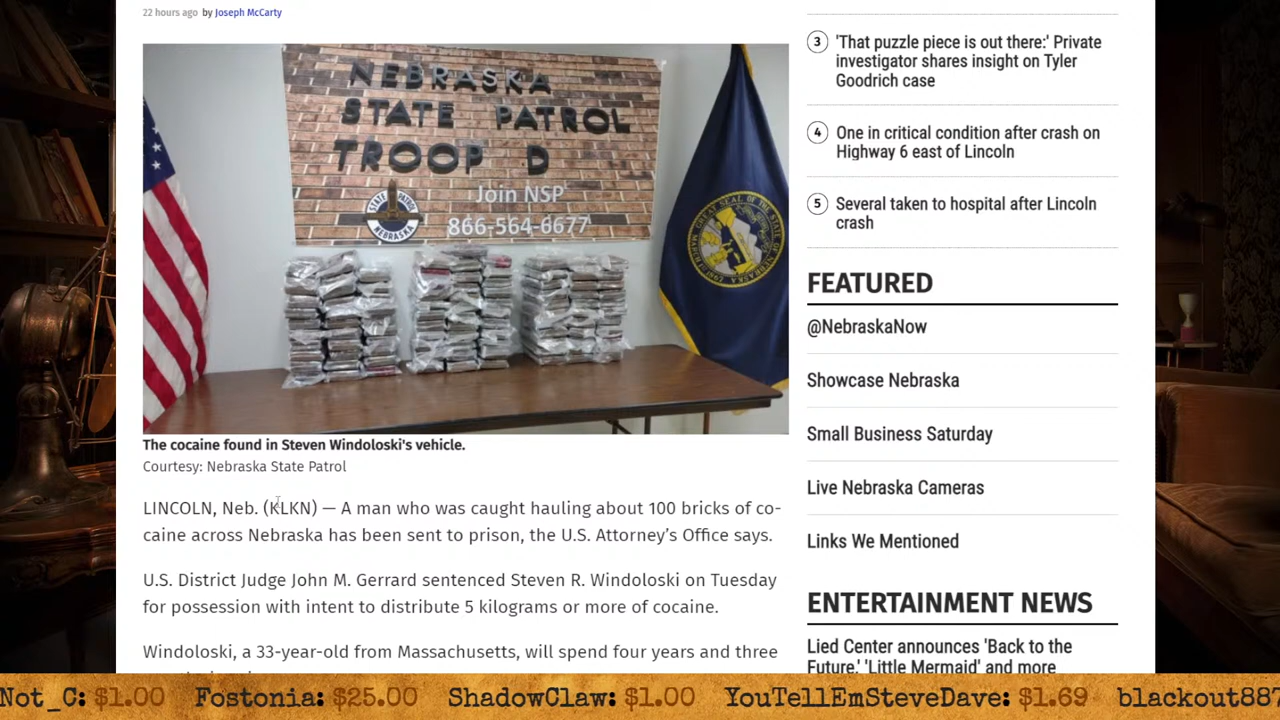 22 hours ago by Joseph McCarty
NEBRASKA
STATE PATROL
TROOP D
Join NSP
866-564-6677
STATE PATROL
NEBRASKA
The cocaine found in Steven Windoloski's vehicle.
Courtesy: Nebraska State Patrol
LINCOLN, Neb. (KLKN) — A man who was caught hauling about 100 bricks of co-
caine across Nebraska has been sent to prison, the U.S. Attorney's Office says.
U.S. District Judge John M. Gerrard sentenced Steven R. Windoloski on Tuesday
for possession with intent to distribute 5 kilograms or more of cocaine.
Windoloski, a 33-year-old from Massachusetts, will spend four years and three
3 'That puzzle piece is out there:' Private
investigator shares insight on Tyler
Goodrich case
4 One in critical condition after crash on
Highway 6 east of Lincoln
5 Several taken to hospital after Lincoln
crash
FEATURED
@NebraskaNow
Showcase Nebraska
Small Business Saturday
Live Nebraska Cameras
Links We Mentioned
ENTERTAINMENT NEWS
Lied Center announces 'Back to the
Future,' 'Little Mermaid' and more
Not_C: $1.00 Fostonia: $25.00 ShadowClaw: $1.00 YouTellEmSteveDave: $1.69 blackout887